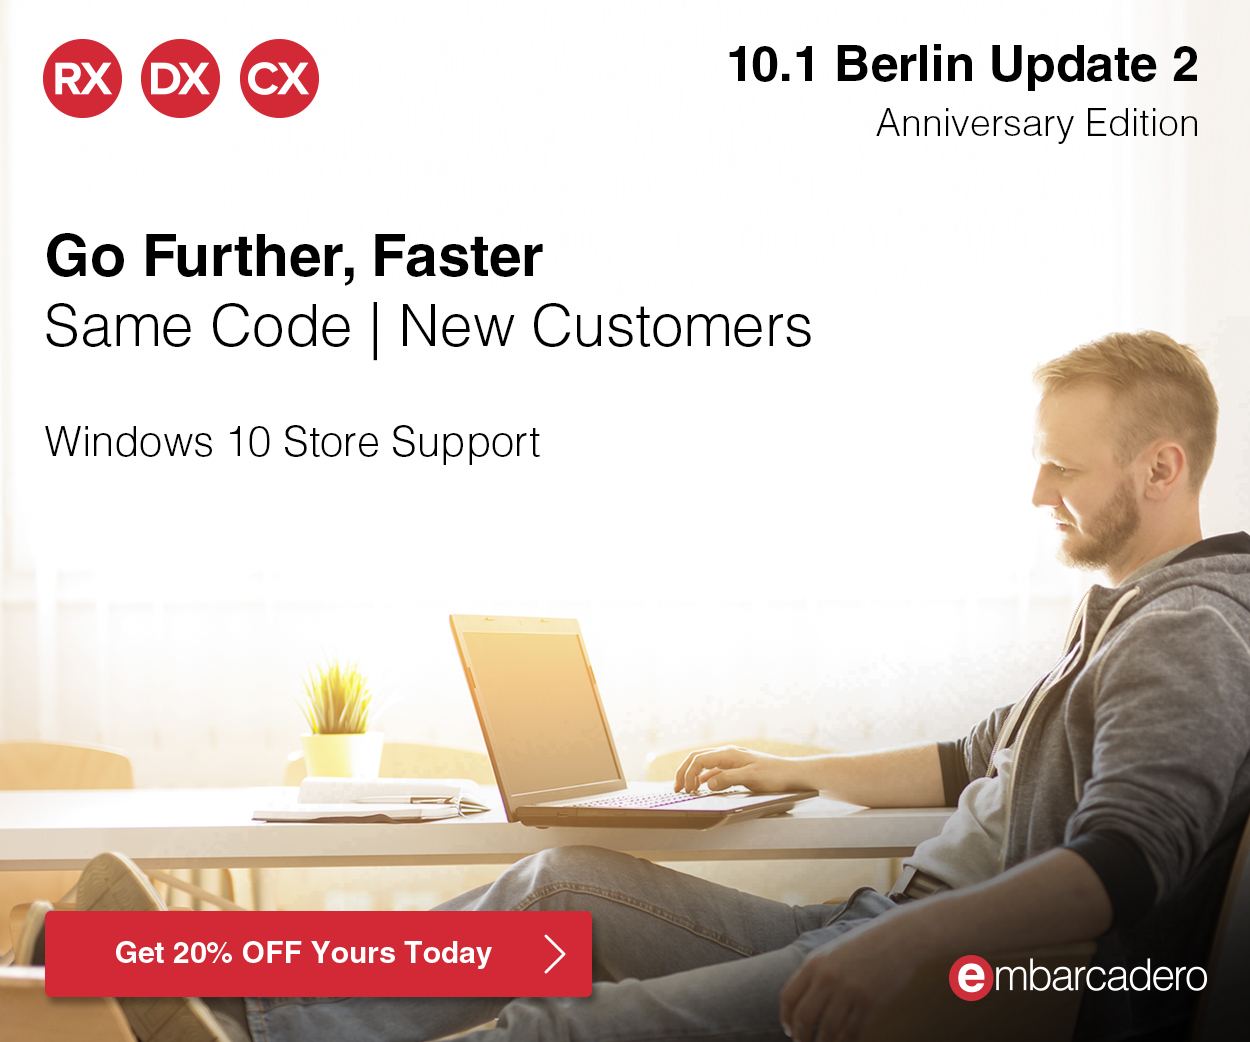 RX DX CX
10.1 Berlin Update 2
Anniversary Edition
Go Further, Faster
Same Code | New Customers
Windows 10 Store Support
Get 20% OFF Yours Today
embarcadero